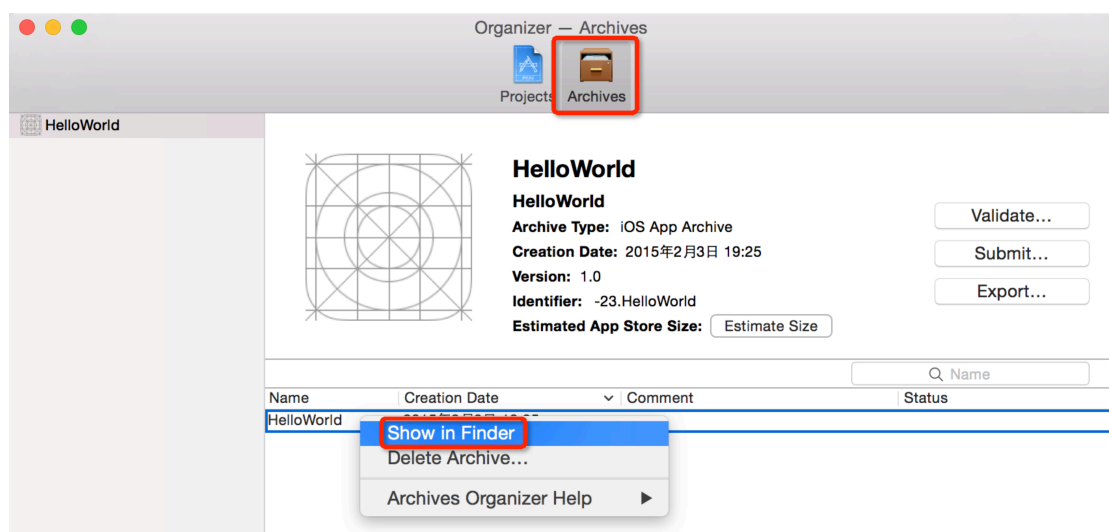 Organizer — Archives
Projects Archives
HelloWorld
HelloWorld
HelloWorld
Archive Type: iOS App Archive
Creation Date: 2015年2月3日 19:25
Version: 1.0
Identifier: -23.HelloWorld
Estimated App Store Size: Estimate Size
Validate...
Submit...
Export...
Name
Name Creation Date Comment Status
HelloWorld
Show in Finder
Delete Archive...
Archives Organizer Help